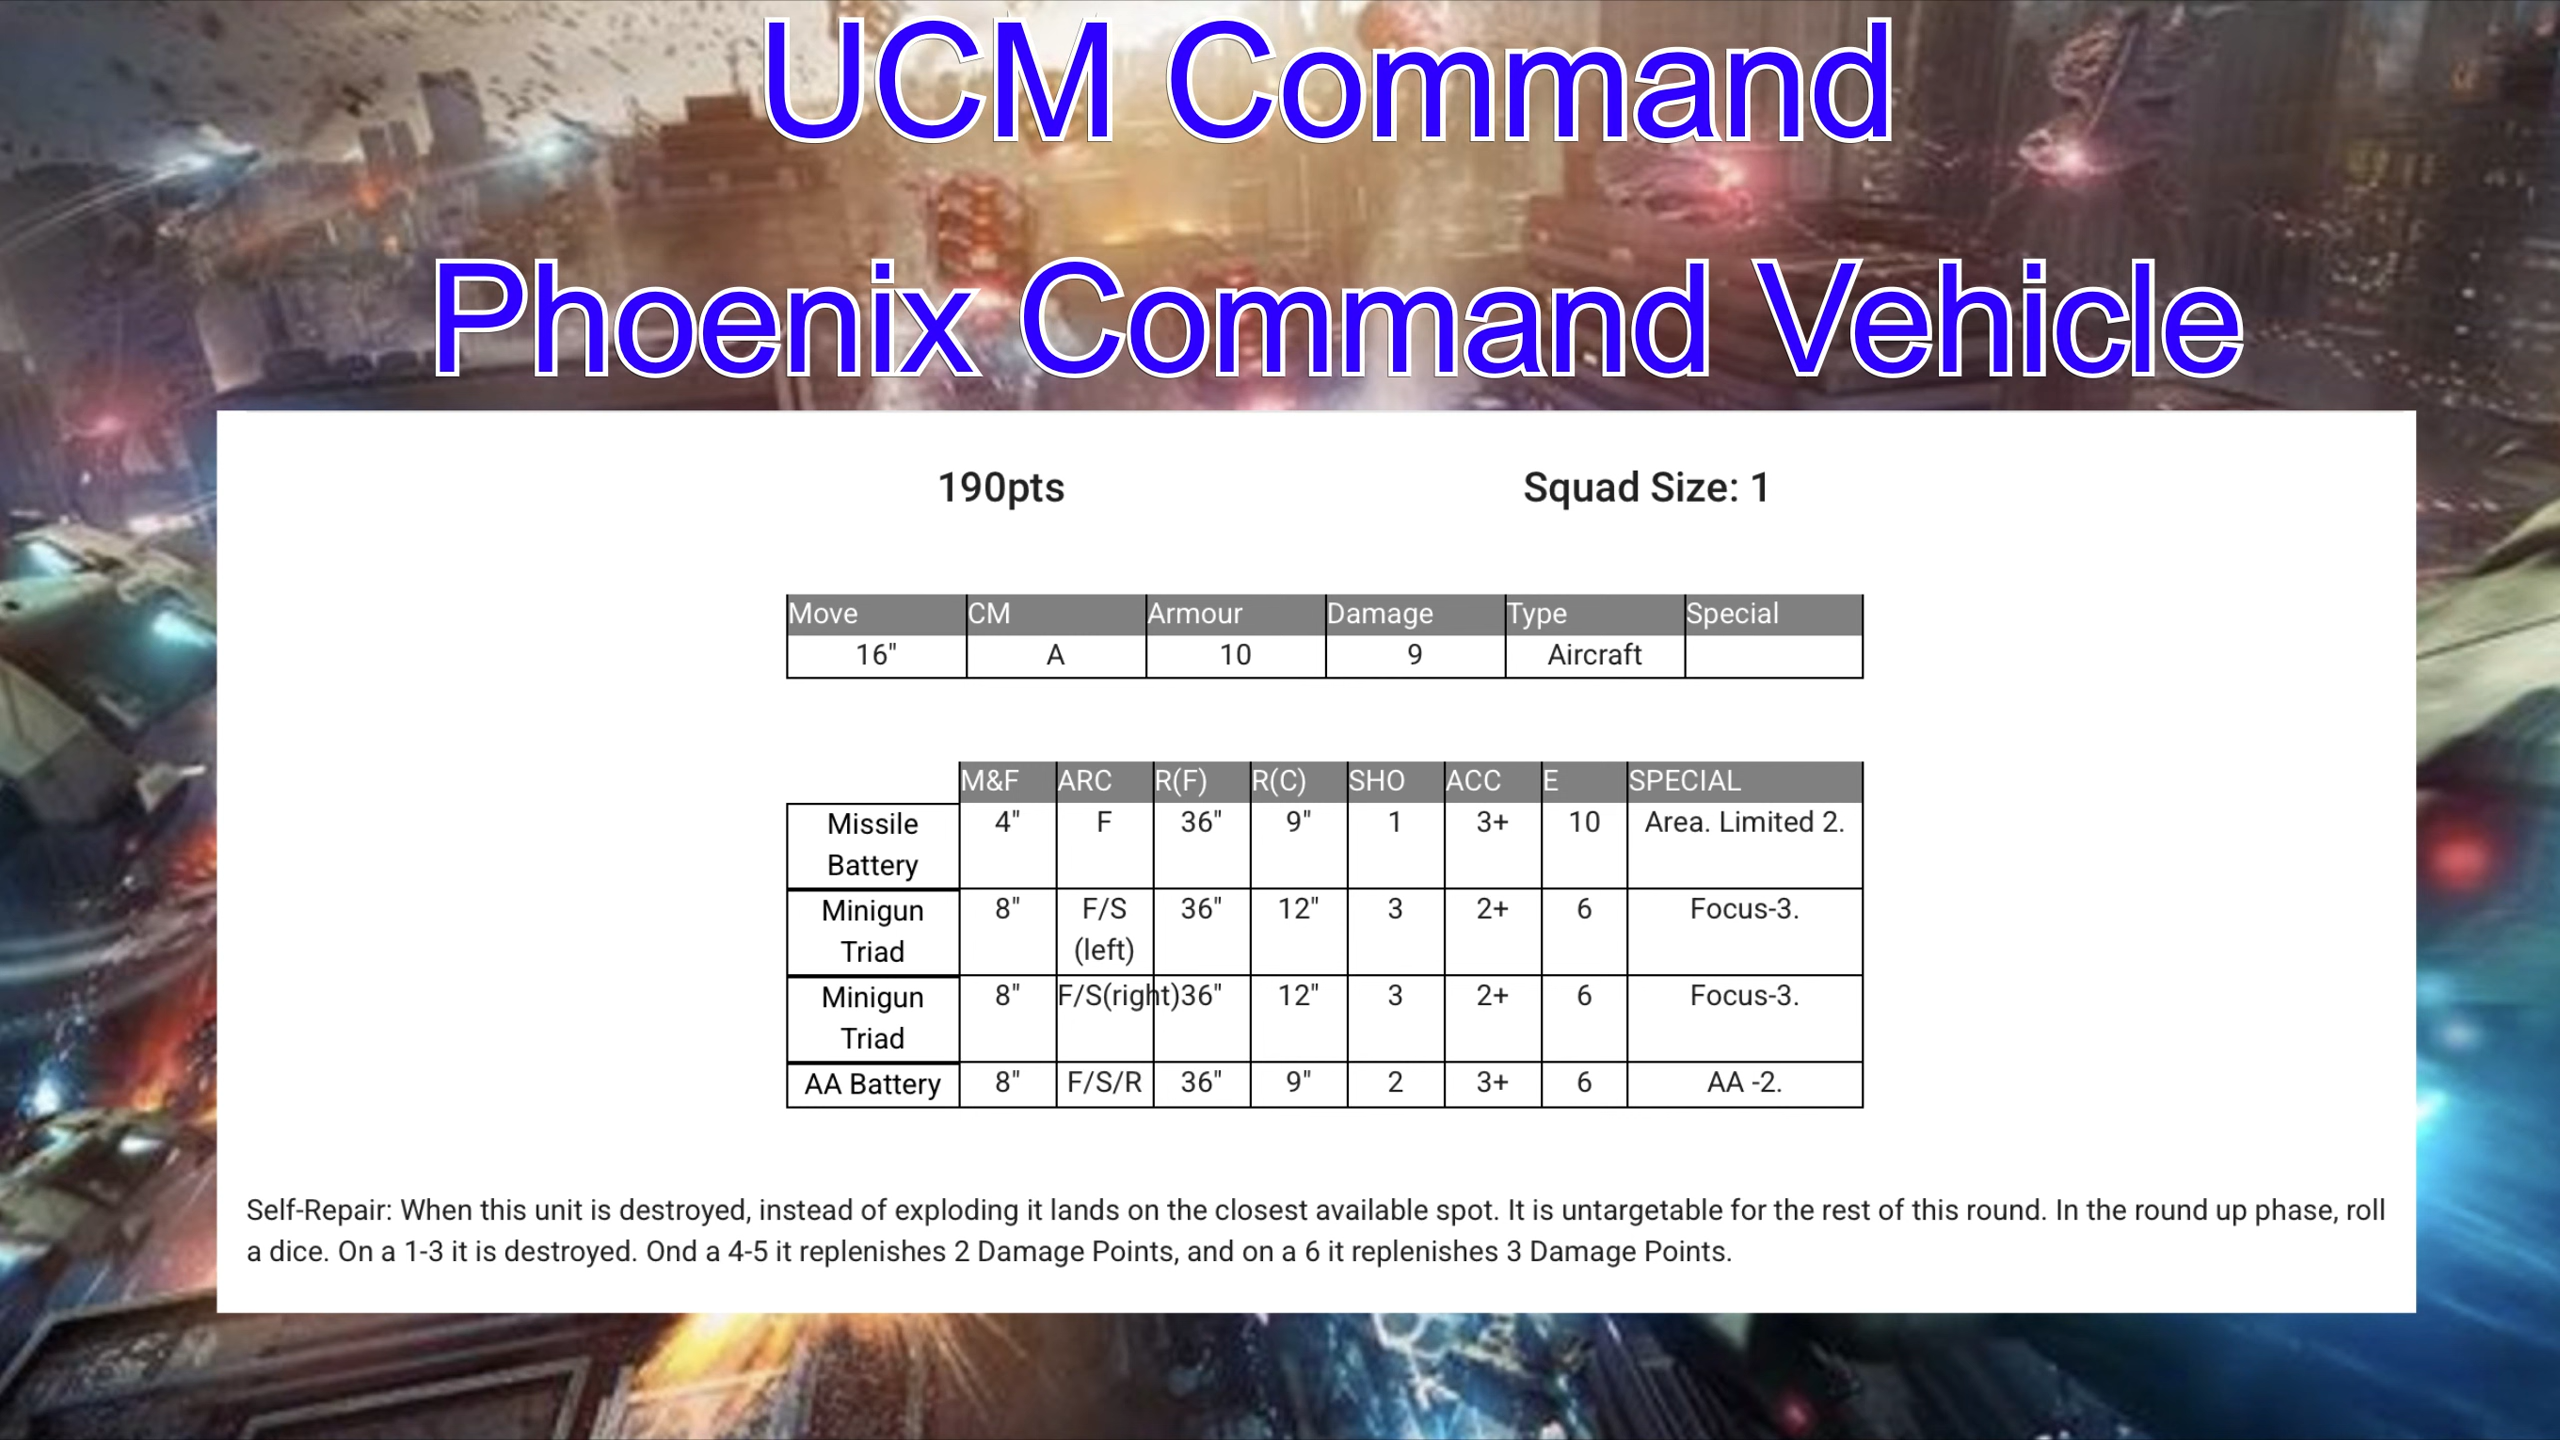 UCM Command
Phoenix Command Vehicle
190pts Squad Size: 1
Move CM Armour Damage Type Special
16" A 10 9 Aircraft
M&F ARC R(F) R(C) SHO ACC E SPECIAL
Missile Battery 4" F 36" 9" 1 3+ 10 Area. Limited 2.
Minigun Triad 8" F/S (left) 36" 12" 3 2+ 6 Focus-3.
Minigun Triad 8" F/S(right) 36" 12" 3 2+ 6 Focus-3.
AA Battery 8" F/S/R 36" 9" 2 3+ 6 AA -2.
Self-Repair: When this unit is destroyed, instead of exploding it lands on the closest available spot. It is untargetable for the rest of this round. In the round up phase, roll
a dice. On a 1-3 it is destroyed. Ond a 4-5 it replenishes 2 Damage Points, and on a 6 it replenishes 3 Damage Points.